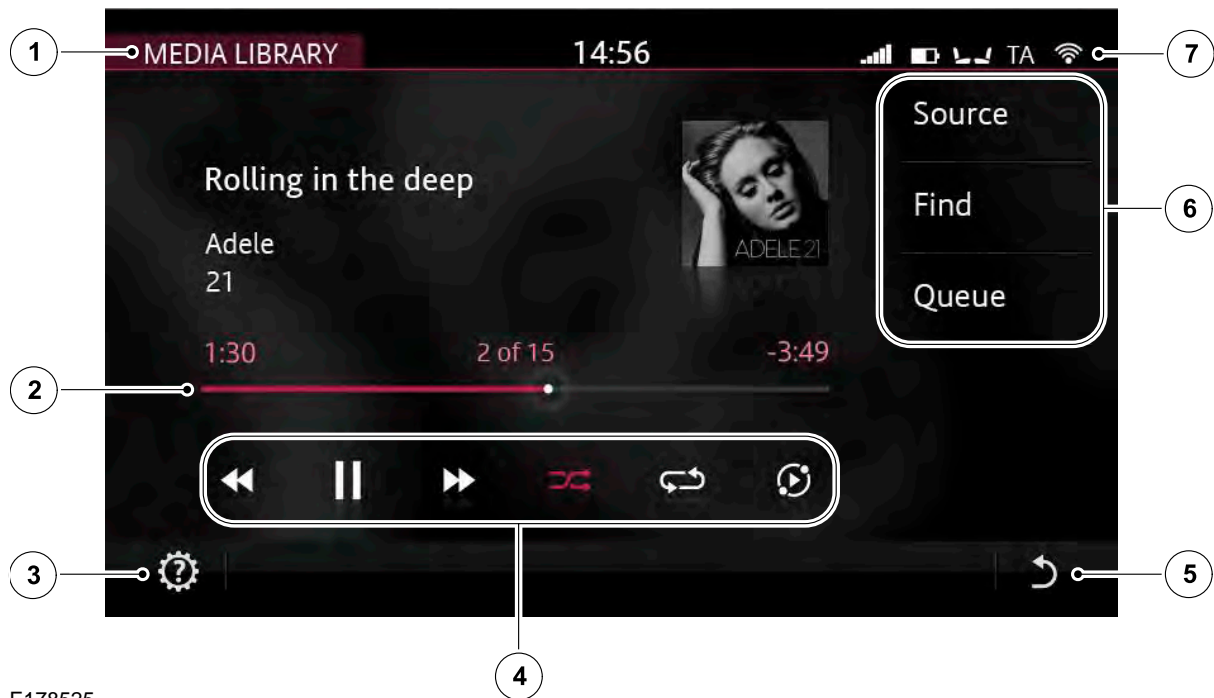 1
MEDIA LIBRARY
14:56
TA
7
Source
Rolling in the deep
Find
6
Adele
ADELE 21
21
Queue
1:30
2 of 15
-3:49
2
3
?
5
4
E178525